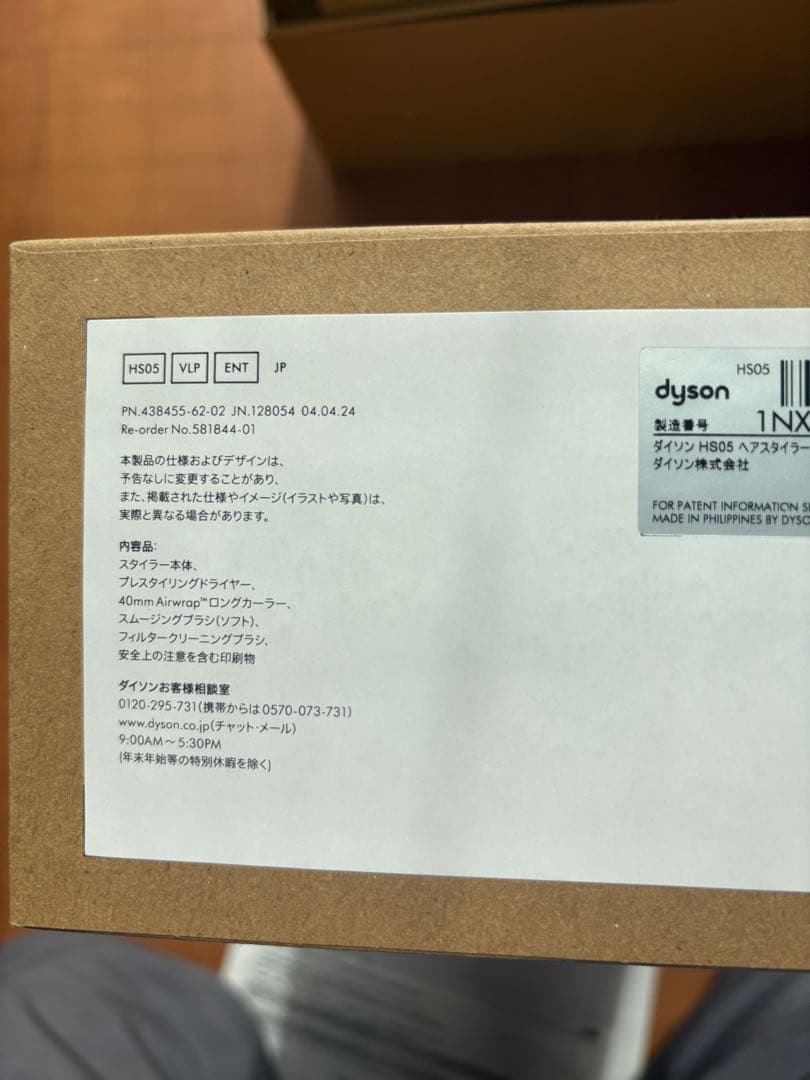 HS05 VLP ENT JP
PN.438455-62-02 JN.128054 04.04.24
Re-order No.581844-01
本製品の仕様およびデザインは、
予告なしに変更することがあり、
また、掲載された仕様やイメージ(イラストや写真)は、
実際と異なる場合があります。
内容品:
スタイラー本体、
プレスタイリングドライヤー、
40mm Airwrap™ロングカーラー、
スムージングブラシ(ソフト)、
フィルタークリーニングブラシ、
安全上の注意を含む印刷物
ダイソンお客様相談室
0120-295-731(携帯からは0570-073-731)
www.dyson.co.jp(チャット・メール)
9:00AM～5:30PM
(年末年始等の特別休暇を除く)
HS05
dyson
製造番号 1NX
ダイソン HS05 ヘアスタイラー
ダイソン株式会社
FOR PATENT INFORMATION
MADE IN PHILIPPINES BY